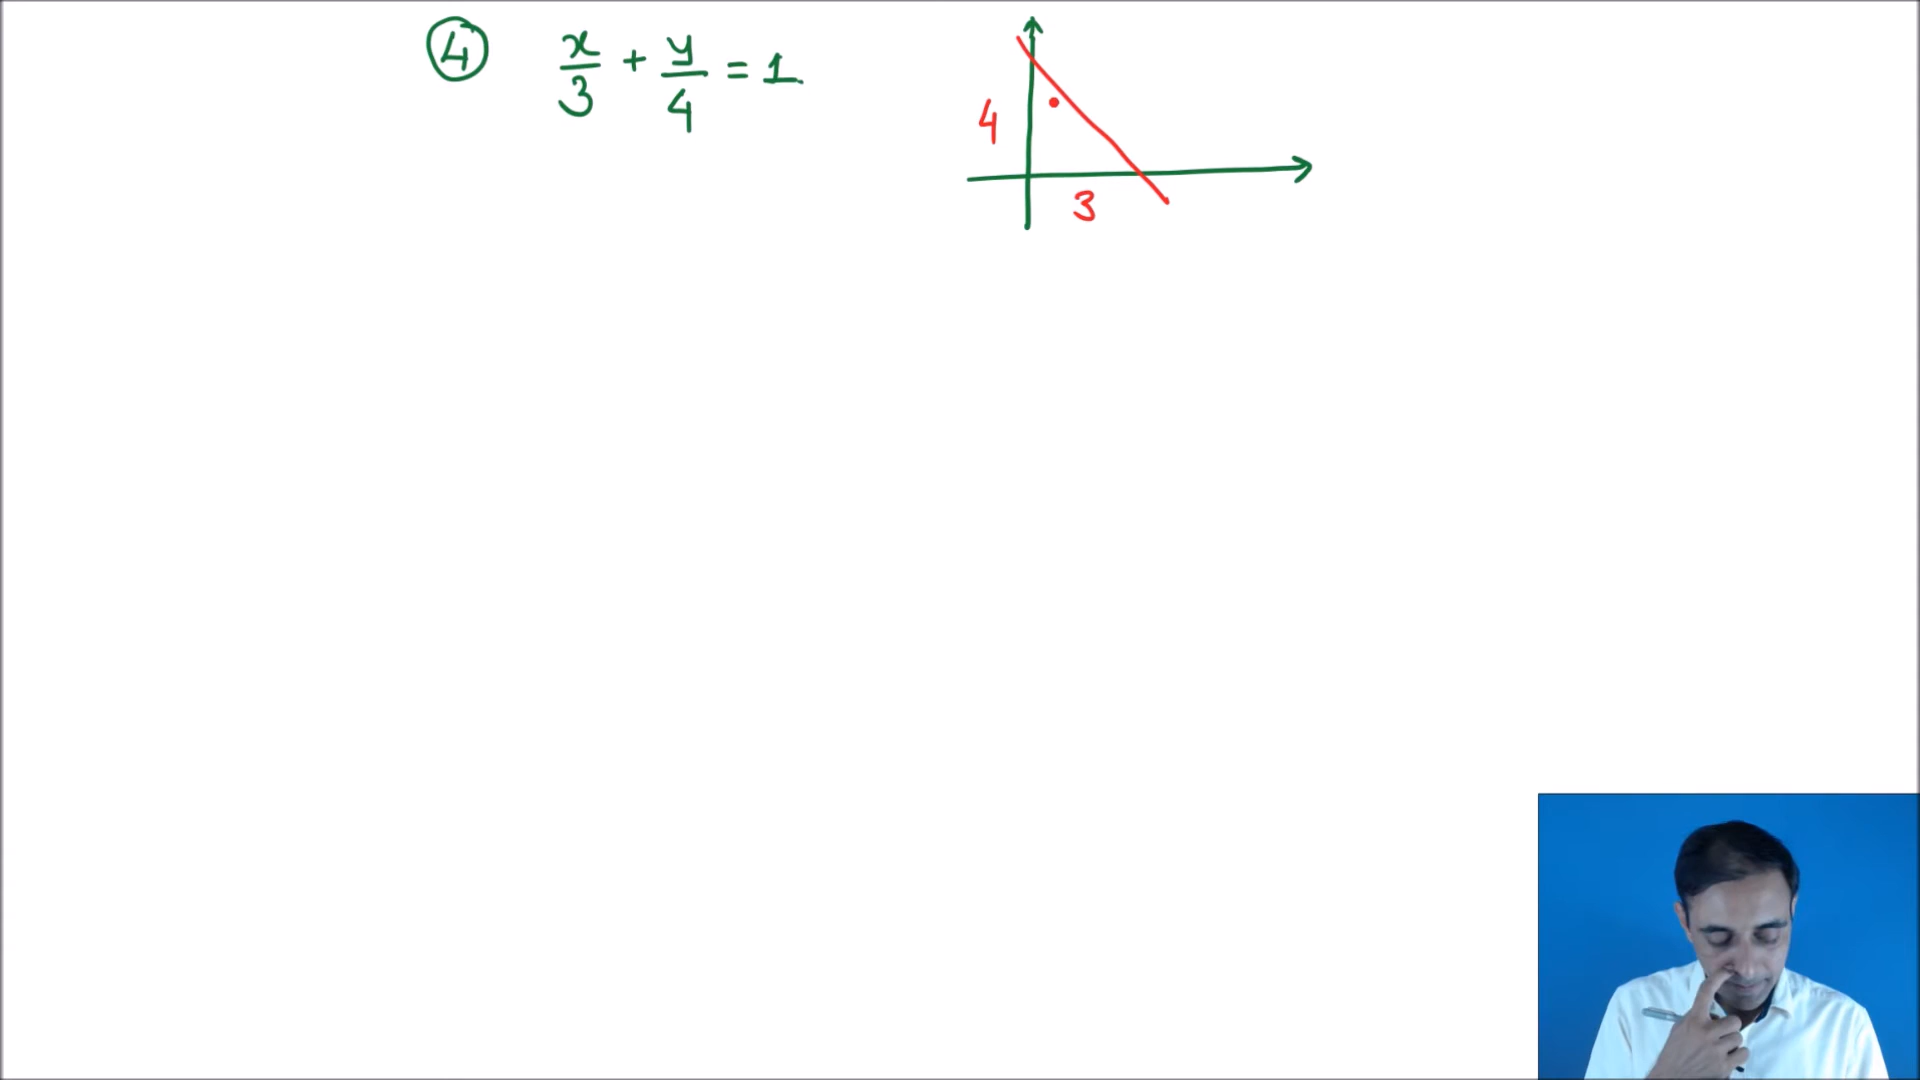 ④ x/3 + y/4 = 1
4
3